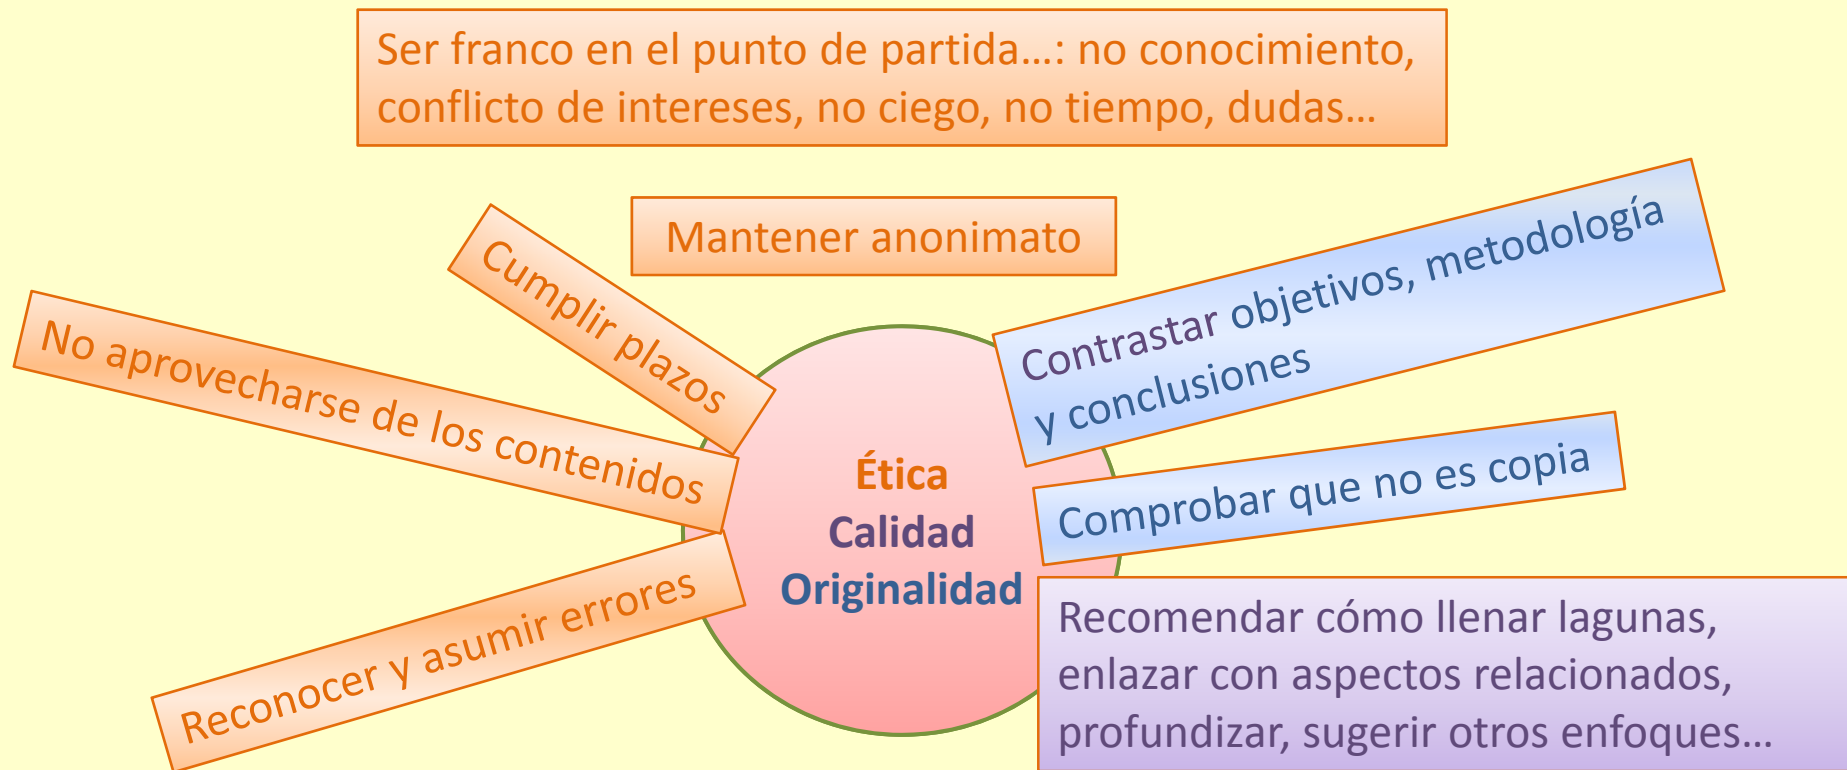 Ser franco en el punto de partida…: no conocimiento,
conflicto de intereses, no ciego, no tiempo, dudas…
Mantener anonimato
Cumplir plazos
No aprovecharse de los contenidos
Reconocer y asumir errores
Ética
Calidad
Originalidad
Contrastar objetivos, metodología
y conclusiones
Comprobar que no es copia
Recomendar cómo llenar lagunas,
enlazar con aspectos relacionados,
profundizar, sugerir otros enfoques…